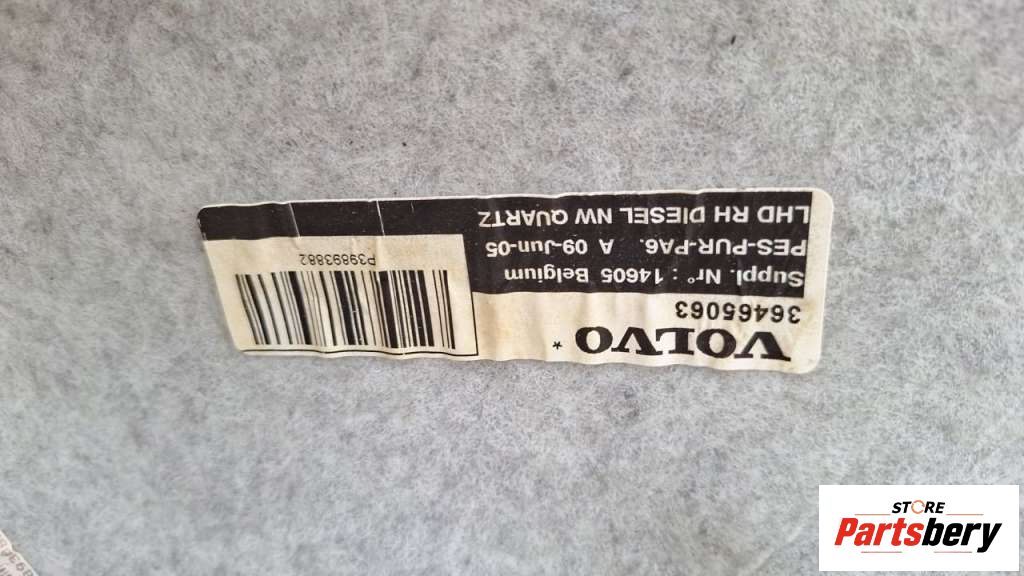 VOLVO *
36465063
Suppl. Nr°: 14605 Belgium
PES-PUR-PA6. A 09-Jun-05
LHD RH DIESEL NW QUARTZ
P39893882
STORE
Partsbery